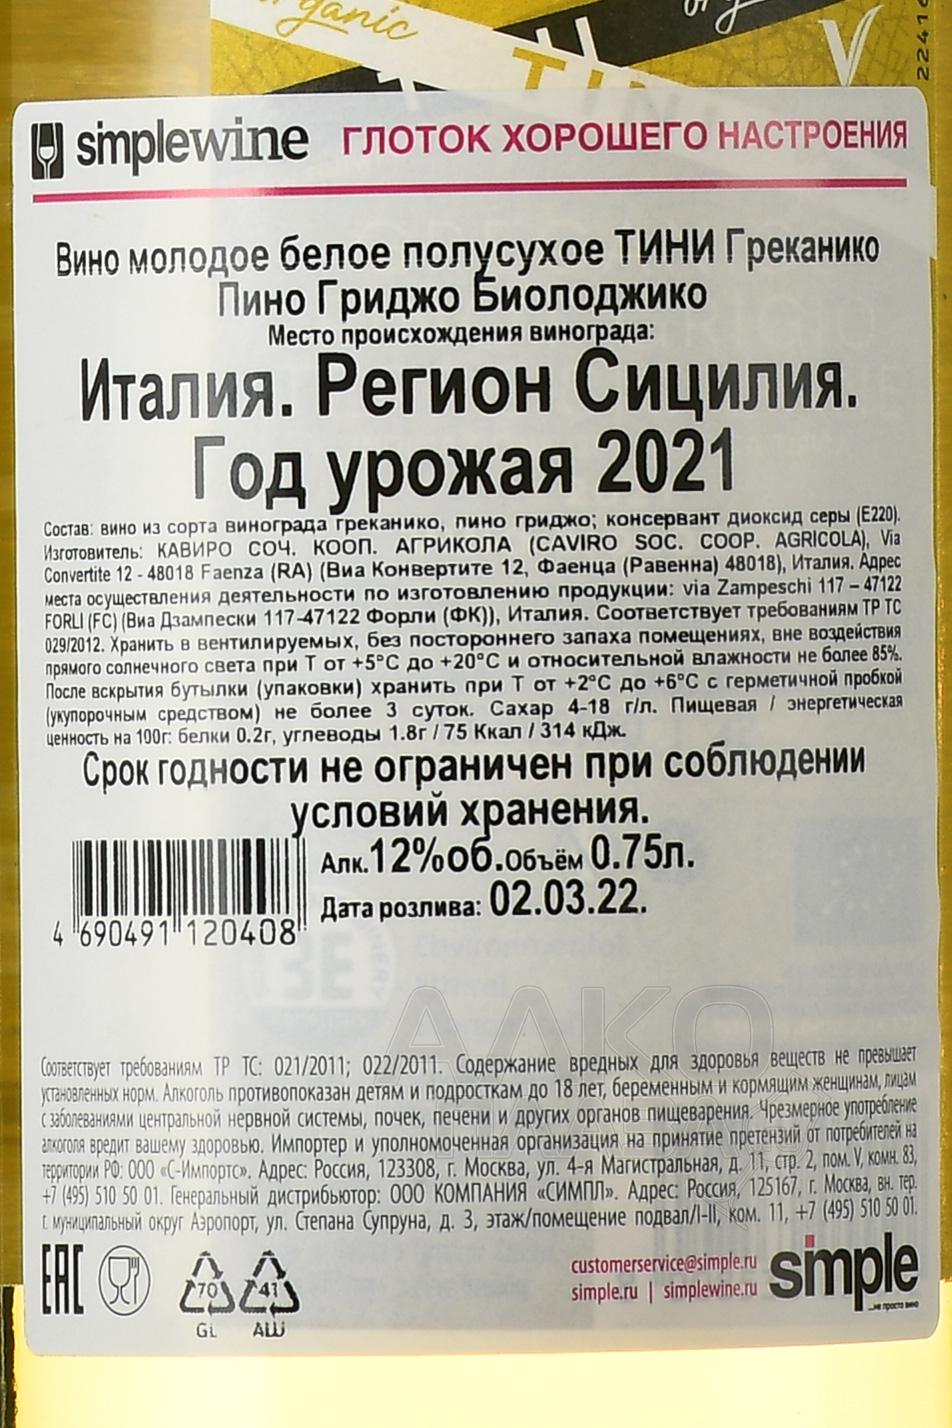 organic
TINI
22416
simplewine ГЛОТОК ХОРОШЕГО НАСТРОЕНИЯ
Вино молодое белое полусухое ТИНИ Греканико
Пино Гриджо Биолоджико
Место происхождения винограда:
Италия. Регион Сицилия.
Год урожая 2021
Состав: вино из сорта винограда греканико, пино гриджо; консервант диоксид серы (Е220).
Изготовитель: КАВИРО СОЧ. КООП. АГРИКОЛА (CAVIRO SOC. COOP. AGRICOLA), Via
Convertite 12 - 48018 Faenza (RA) (Виа Конвертите 12, Фаенца (Равенна) 48018), Италия. Адрес
места осуществления деятельности по изготовлению продукции: via Zampeschi 117 – 47122
FORLI (FC) (Виа Дзампески 117-47122 Форли (ФК)), Италия. Соответствует требованиям ТР ТС
029/2012. Хранить в вентилируемых, без постороннего запаха помещениях, вне воздействия
прямого солнечного света при Т от +5°С до +20°С и относительной влажности не более 85%.
После вскрытия бутылки (упаковки) хранить при Т от +2°С до +6°С с герметичной пробкой
(укупорочным средством) не более 3 суток. Сахар 4-18 г/л. Пищевая / энергетическая
ценность на 100г: белки 0.2г, углеводы 1.8г / 75 Ккал / 314 кДж.
Срок годности не ограничен при соблюдении
условий хранения.
Алк.12%об.Объём 0.75л.
Дата розлива: 02.03.22.
4 690491 120408
АЛКО
Соответствует требованиям ТР ТС: 021/2011; 022/2011. Содержание вредных для здоровья веществ не превышает
установленных норм. Алкоголь противопоказан детям и подросткам до 18 лет, беременным и кормящим женщинам, лицам
с заболеваниями центральной нервной системы, почек, печени и других органов пищеварения. Чрезмерное употребление
алкоголя вредит вашему здоровью. Импортер и уполномоченная организация на принятие претензий от потребителей на
территории РФ: ООО «С-Импортс». Адрес: Россия, 123308, г. Москва, ул. 4-я Магистральная, д. 11, стр. 2, пом. V, комн. 83,
+7 (495) 510 50 01. Генеральный дистрибьютор: ООО КОМПАНИЯ «СИМПЛ». Адрес: Россия, 125167, г. Москва, вн. тер.
г. муниципальный округ Аэропорт, ул. Степана Супруна, д. 3, этаж/помещение подвал/I-II, ком. 11, +7 (495) 510 50 01.
EAC 70 41 customerservice@simple.ru simple
simple.ru | simplewine.ru
...не просто вино
GL ALU